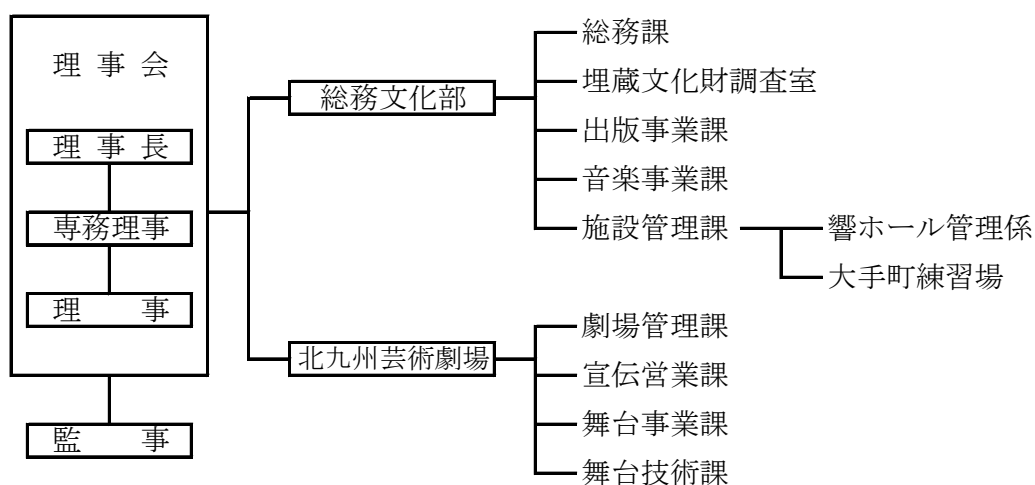 理事会
理事長
専務理事
理事
監事
総務文化部
総務課
埋蔵文化財調査室
出版事業課
音楽事業課
施設管理課
響ホール管理係
大手町練習場
北九州芸術劇場
劇場管理課
宣伝営業課
舞台事業課
舞台技術課